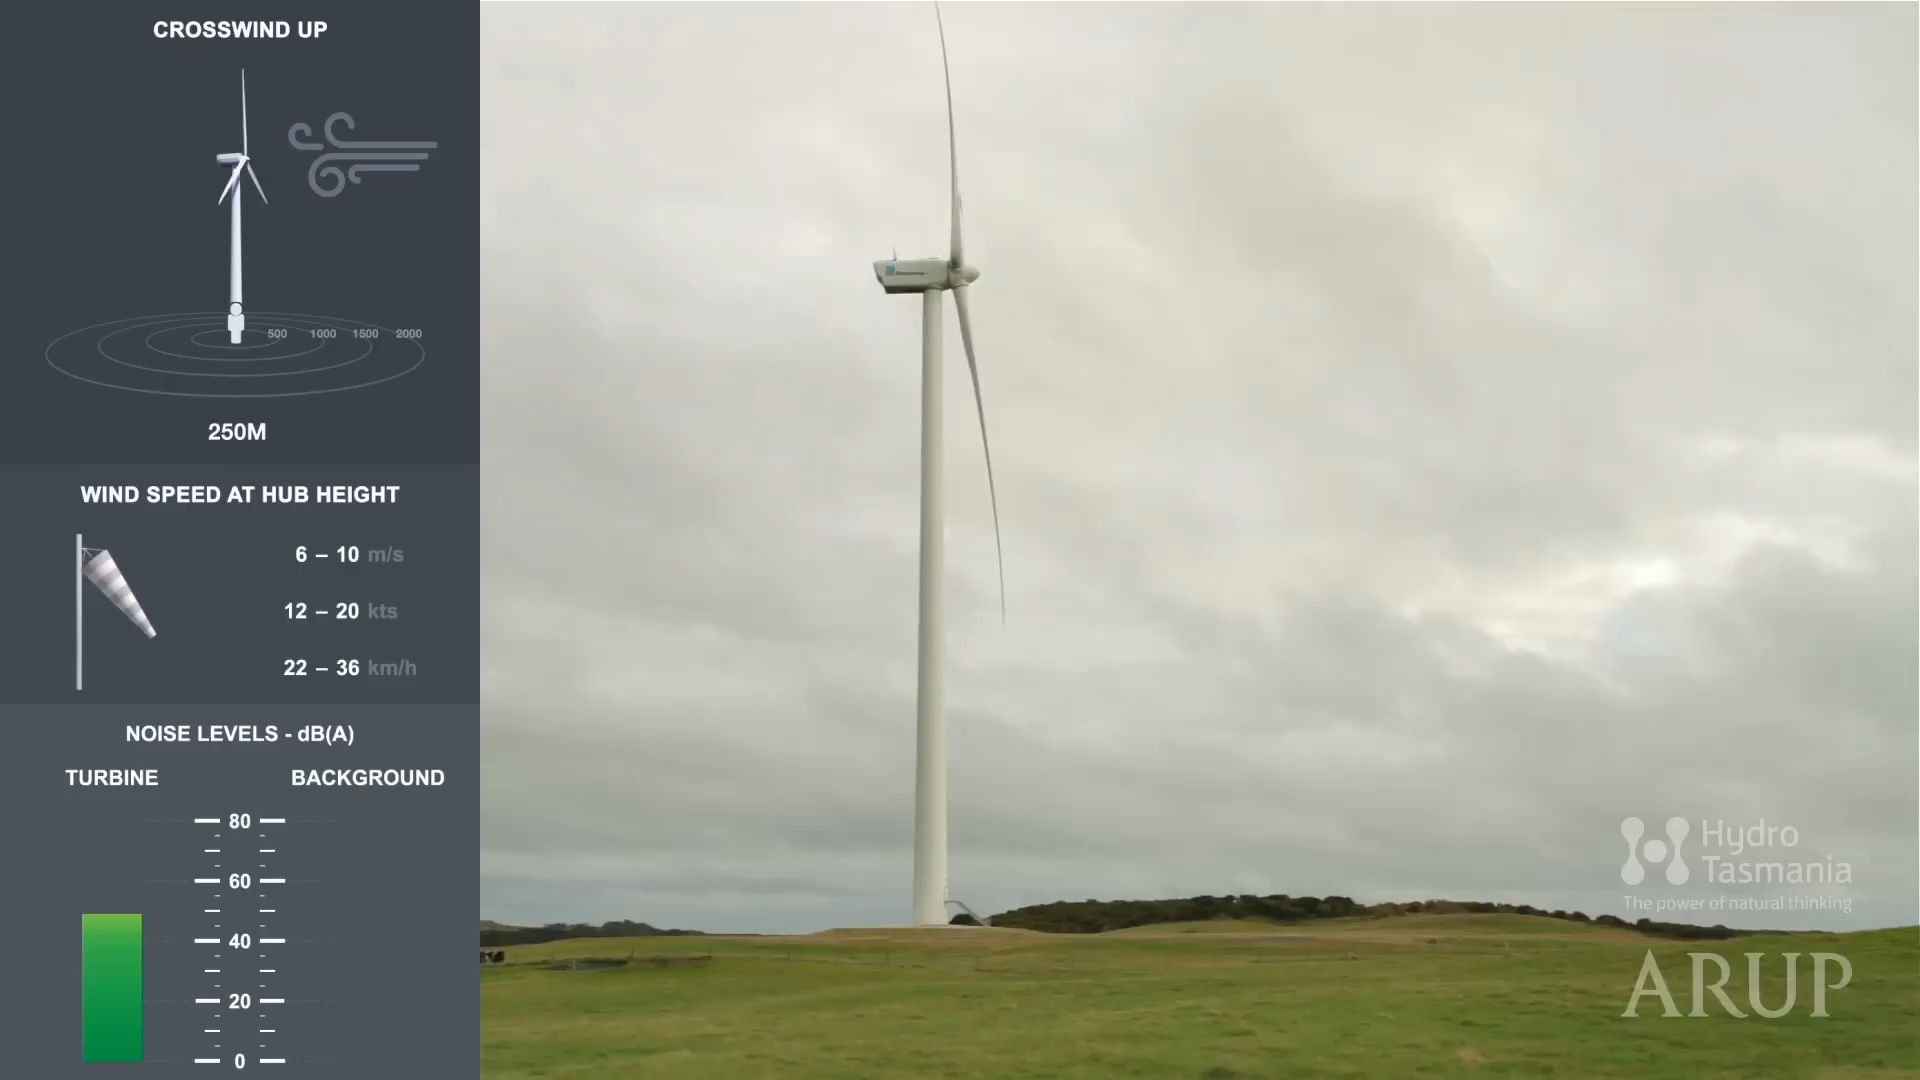 CROSSWIND UP
500 1000 1500 2000
250M
WIND SPEED AT HUB HEIGHT
6 – 10 m/s
12 – 20 kts
22 – 36 km/h
NOISE LEVELS - dB(A)
TURBINE BACKGROUND
80
60
40
20
0
Hydro
Tasmania
The power of natural thinking
ARUP